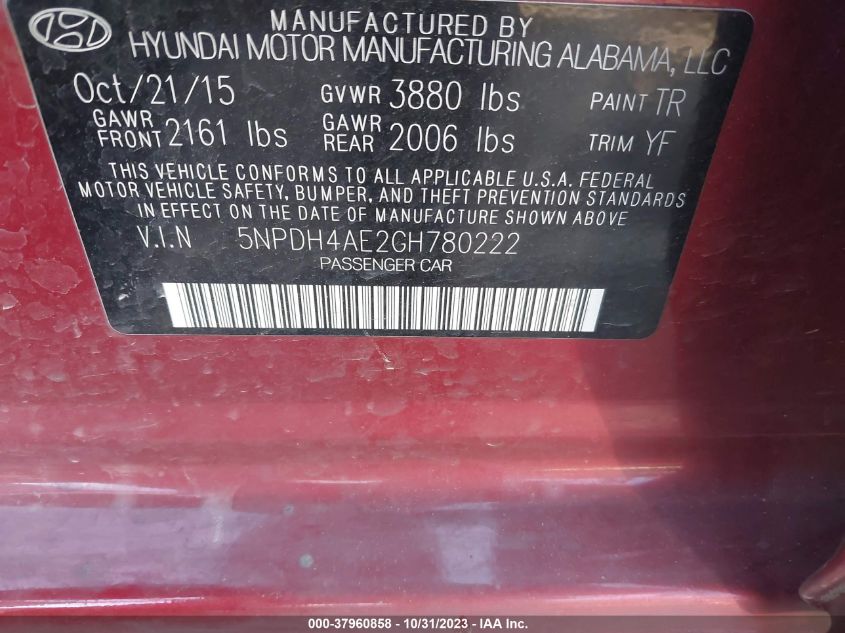 MANUFACTURED BY
HYUNDAI MOTOR MANUFACTURING ALABAMA, LLC
Oct/21/15 GVWR 3880 lbs PAINT TR
GAWR FRONT 2161 lbs GAWR REAR 2006 lbs TRIM YF
THIS VEHICLE CONFORMS TO ALL APPLICABLE U.S.A. FEDERAL
MOTOR VEHICLE SAFETY, BUMPER, AND THEFT PREVENTION STANDARDS
IN EFFECT ON THE DATE OF MANUFACTURE SHOWN ABOVE
V.I.N 5NPDH4AE2GH780222
PASSENGER CAR
000-37960858 - 10/31/2023 - IAA Inc.